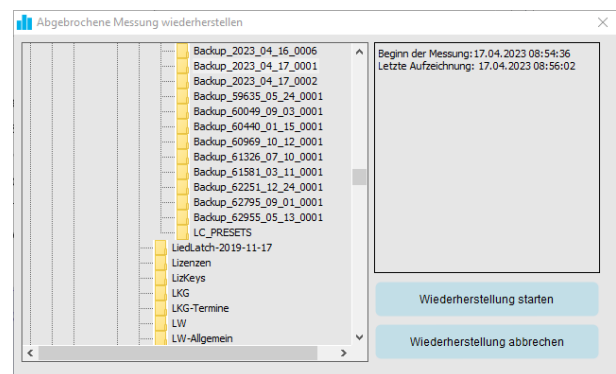 Abgebrochene Messung wiederherstellen
Backup_2023_04_16_0006
Backup_2023_04_17_0001
Backup_2023_04_17_0002
Backup_59635_05_24_0001
Backup_60049_09_03_0001
Backup_60440_01_15_0001
Backup_60969_10_12_0001
Backup_61326_07_10_0001
Backup_61581_03_11_0001
Backup_62251_12_24_0001
Backup_62795_09_01_0001
Backup_62955_05_13_0001
LC_PRESETS
LiedLatch-2019-11-17
Lizenzen
LizKeys
LKG
LKG-Termine
LW
LW-Allgemein
Beginn der Messung:17.04.2023 08:54:36
Letzte Aufzeichnung: 17.04.2023 08:56:02
Wiederherstellung starten
Wiederherstellung abbrechen